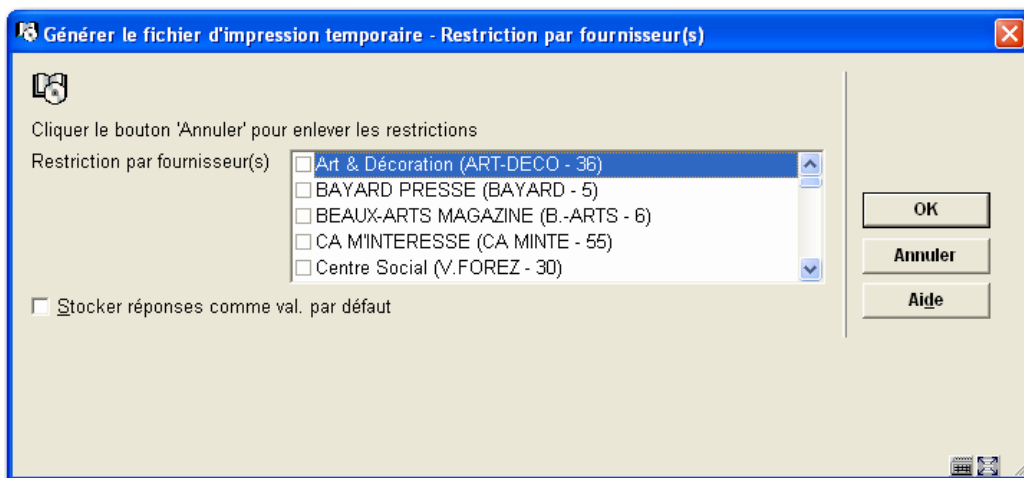 Générer le fichier d'impression temporaire - Restriction par fournisseur(s)
Cliquer le bouton 'Annuler' pour enlever les restrictions
Restriction par fournisseur(s)
Art & Décoration (ART-DECO - 36)
BAYARD PRESSE (BAYARD - 5)
BEAUX-ARTS MAGAZINE (B.-ARTS - 6)
CA M'INTERESSE (CA MINTE - 55)
Centre Social (V.FOREZ - 30)
Stocker réponses comme val. par défaut
OK
Annuler
Aide